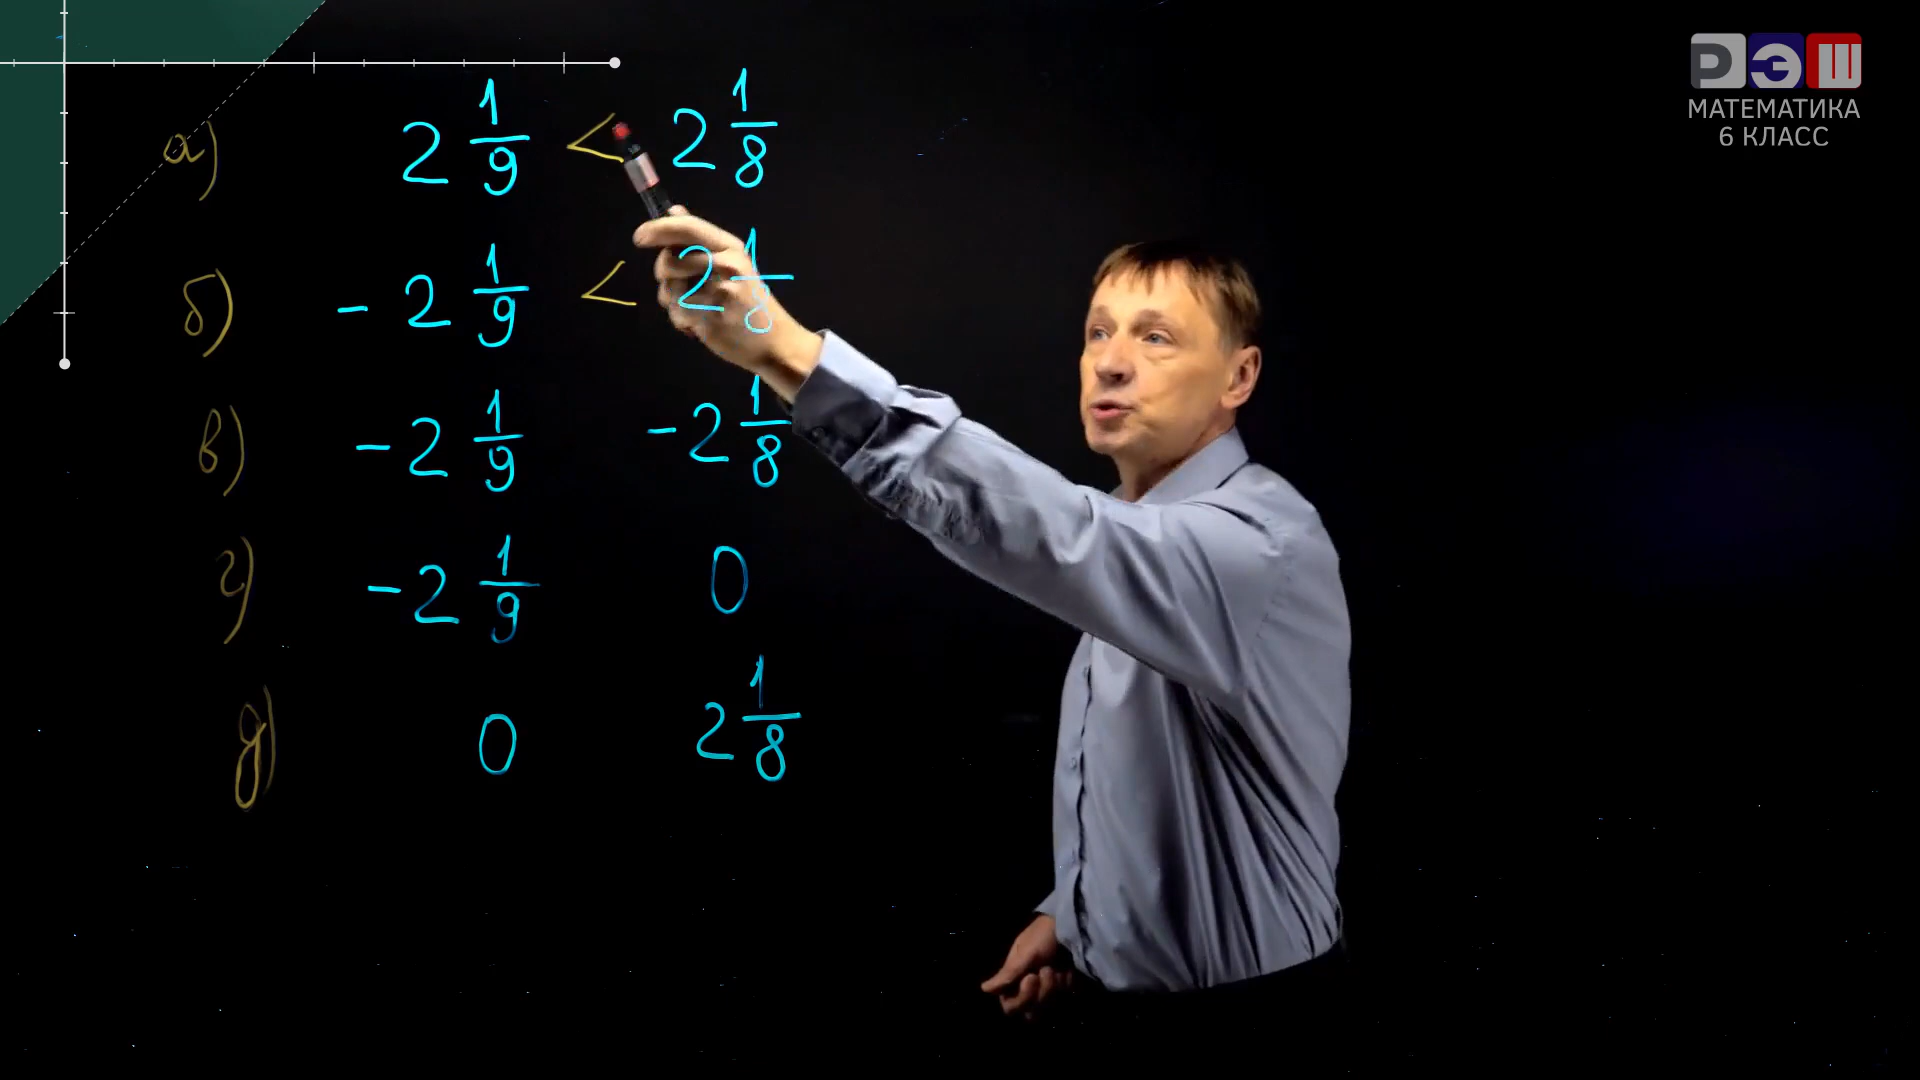 РЭШ
МАТЕМАТИКА
6 КЛАСС
а) 2 1/9 < 2 1/8
б) -2 1/9 < 2 1/8
в) -2 1/9 -2 1/8
г) -2 1/9 0
д) 0 2 1/8